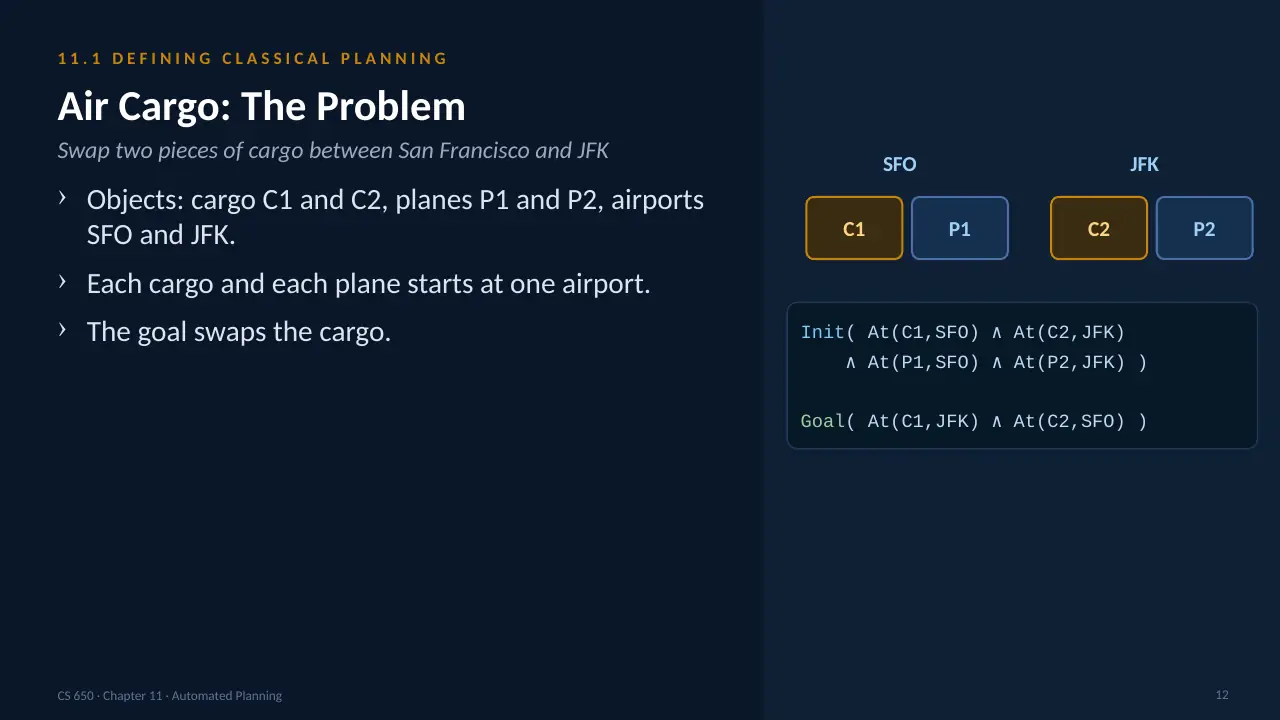 11.1 DEFINING CLASSICAL PLANNING
Air Cargo: The Problem
Swap two pieces of cargo between San Francisco and JFK
› Objects: cargo C1 and C2, planes P1 and P2, airports
SFO and JFK.
› Each cargo and each plane starts at one airport.
› The goal swaps the cargo.
SFO JFK
C1 P1 C2 P2
Init( At(C1,SFO) ∧ At(C2,JFK)
∧ At(P1,SFO) ∧ At(P2,JFK) )
Goal( At(C1,JFK) ∧ At(C2,SFO) )
CS 650 · Chapter 11 · Automated Planning
12